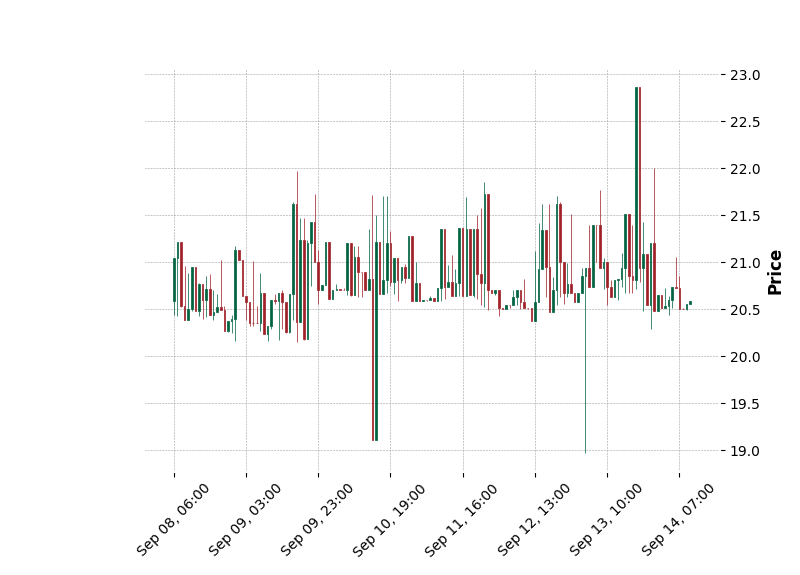 23.0
22.5
22.0
21.5
21.0
20.5
20.0
19.5
19.0
Price
Sep 08, 06:00
Sep 09, 03:00
Sep 09, 23:00
Sep 10, 19:00
Sep 11, 16:00
Sep 12, 13:00
Sep 13, 10:00
Sep 14, 07:00